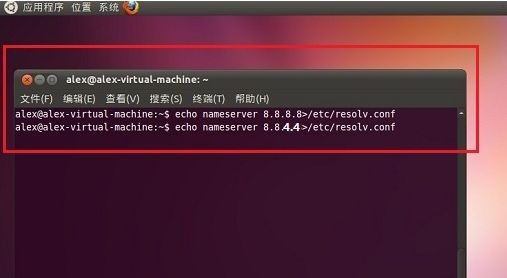 应用程序 位置 系统
alex@alex-virtual-machine: ~
文件(F) 编辑(E) 查看(V) 搜索(S) 终端(T) 帮助(H)
alex@alex-virtual-machine:~$ echo nameserver 8.8.8.8>/etc/resolv.conf
alex@alex-virtual-machine:~$ echo nameserver 8.8.4.4>/etc/resolv.conf